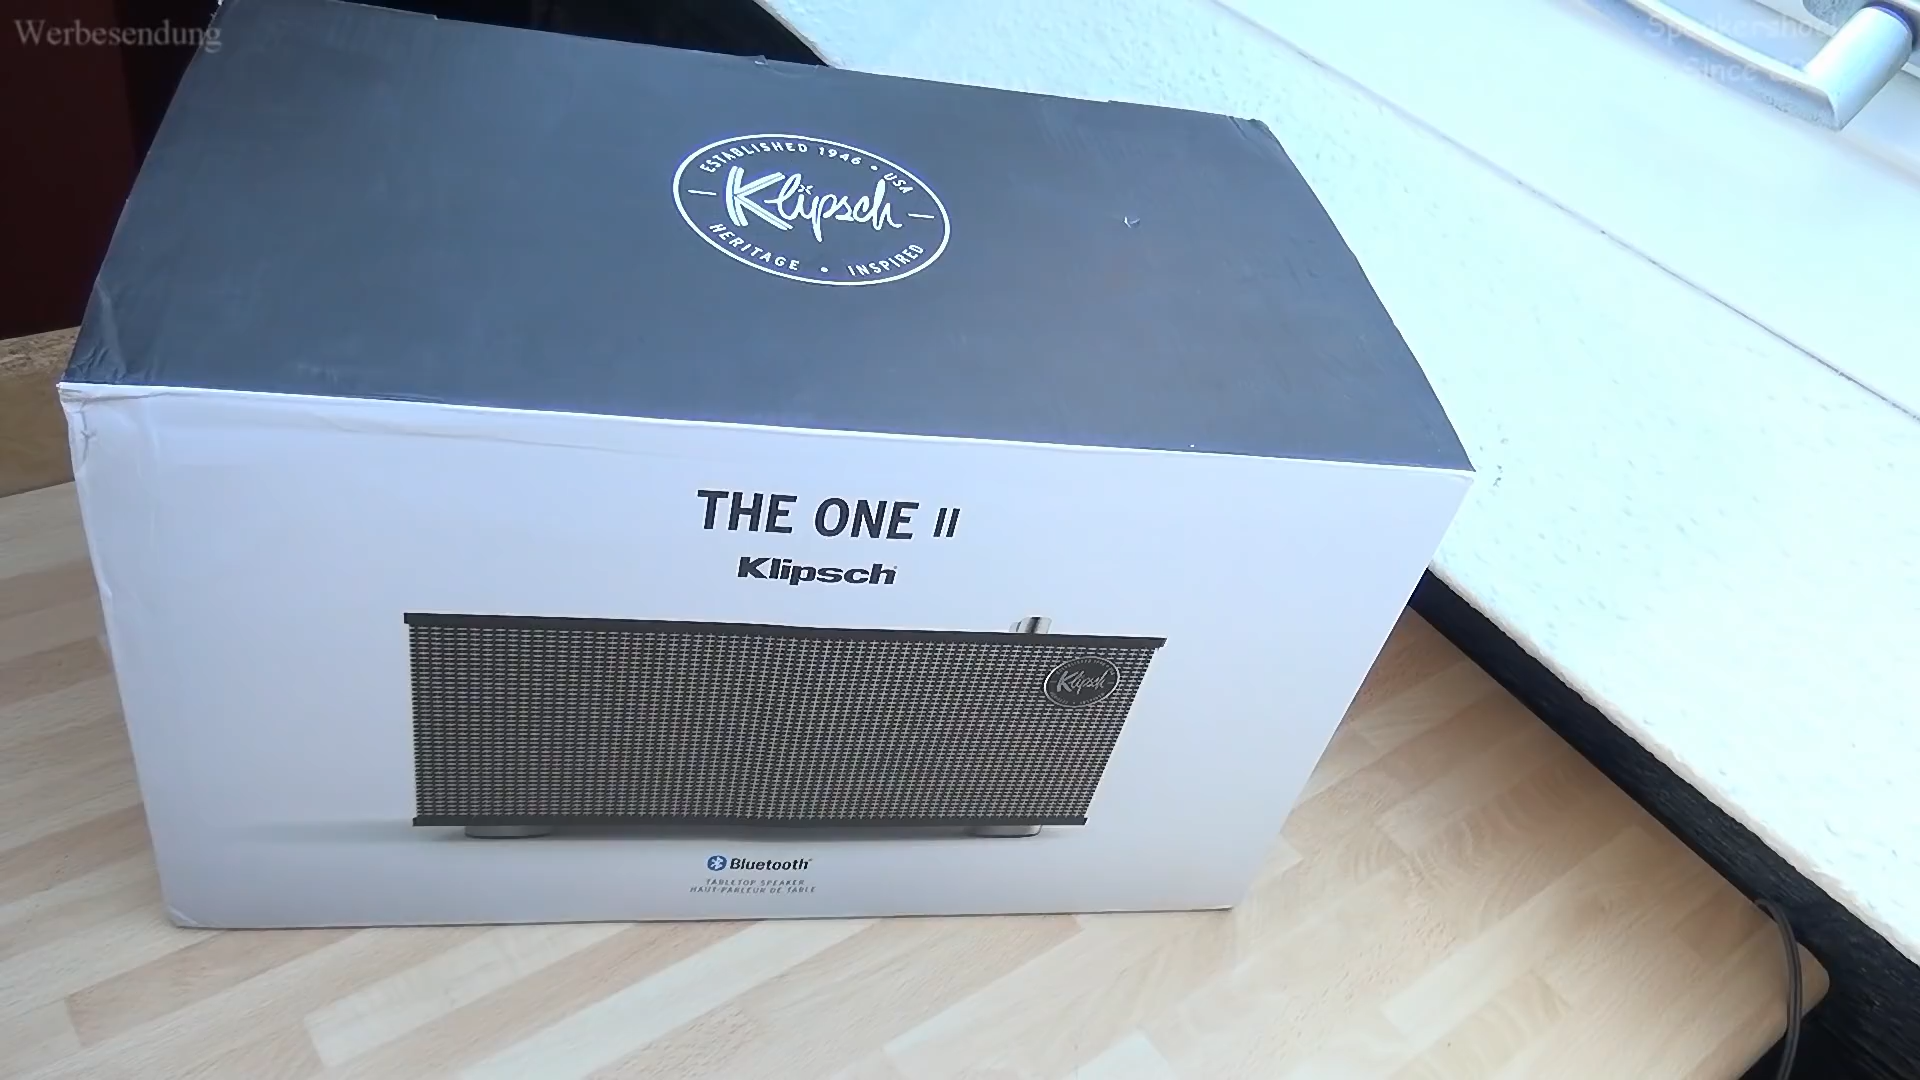 Werbesendung
ESTABLISHED 1946 • USA
Klipsch
HERITAGE • INSPIRED
THE ONE II
Klipsch
Klipsch
Bluetooth
TABLETOP SPEAKER
HAUT-PARLEUR DE TABLE
Since